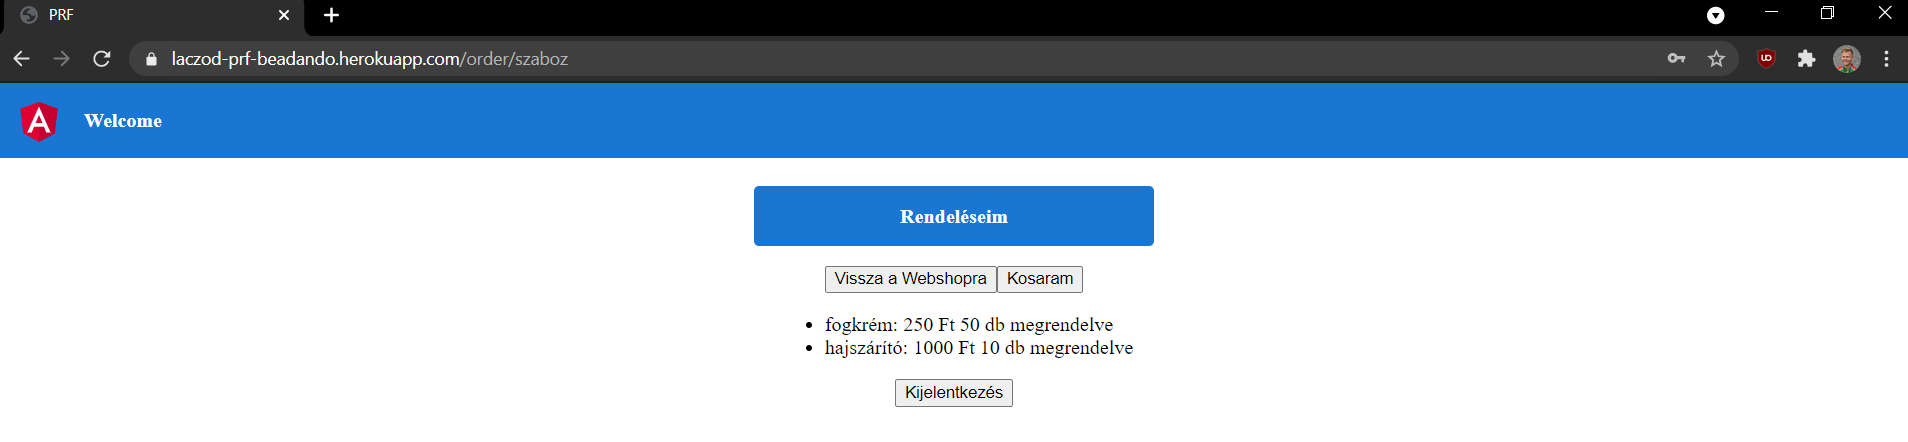 PRF
laczod-prf-beadando.herokuapp.com/order/szaboz
A Welcome
Rendeléseim
Vissza a Webshopra Kosaram
• fogkrém: 250 Ft 50 db megrendelve
• hajszárító: 1000 Ft 10 db megrendelve
Kijelentkezés